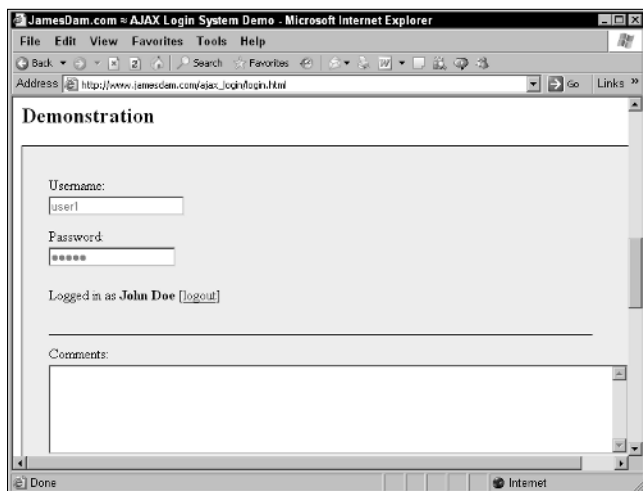 JamesDam.com ≈ AJAX Login System Demo - Microsoft Internet Explorer
File Edit View Favorites Tools Help
Back Search Favorites
Address http://www.jamesdam.com/ajax_login/login.html Go Links »
Demonstration
Username:
user1
Password:
●●●●●
Logged in as John Doe [logout]
Comments:
Done Internet